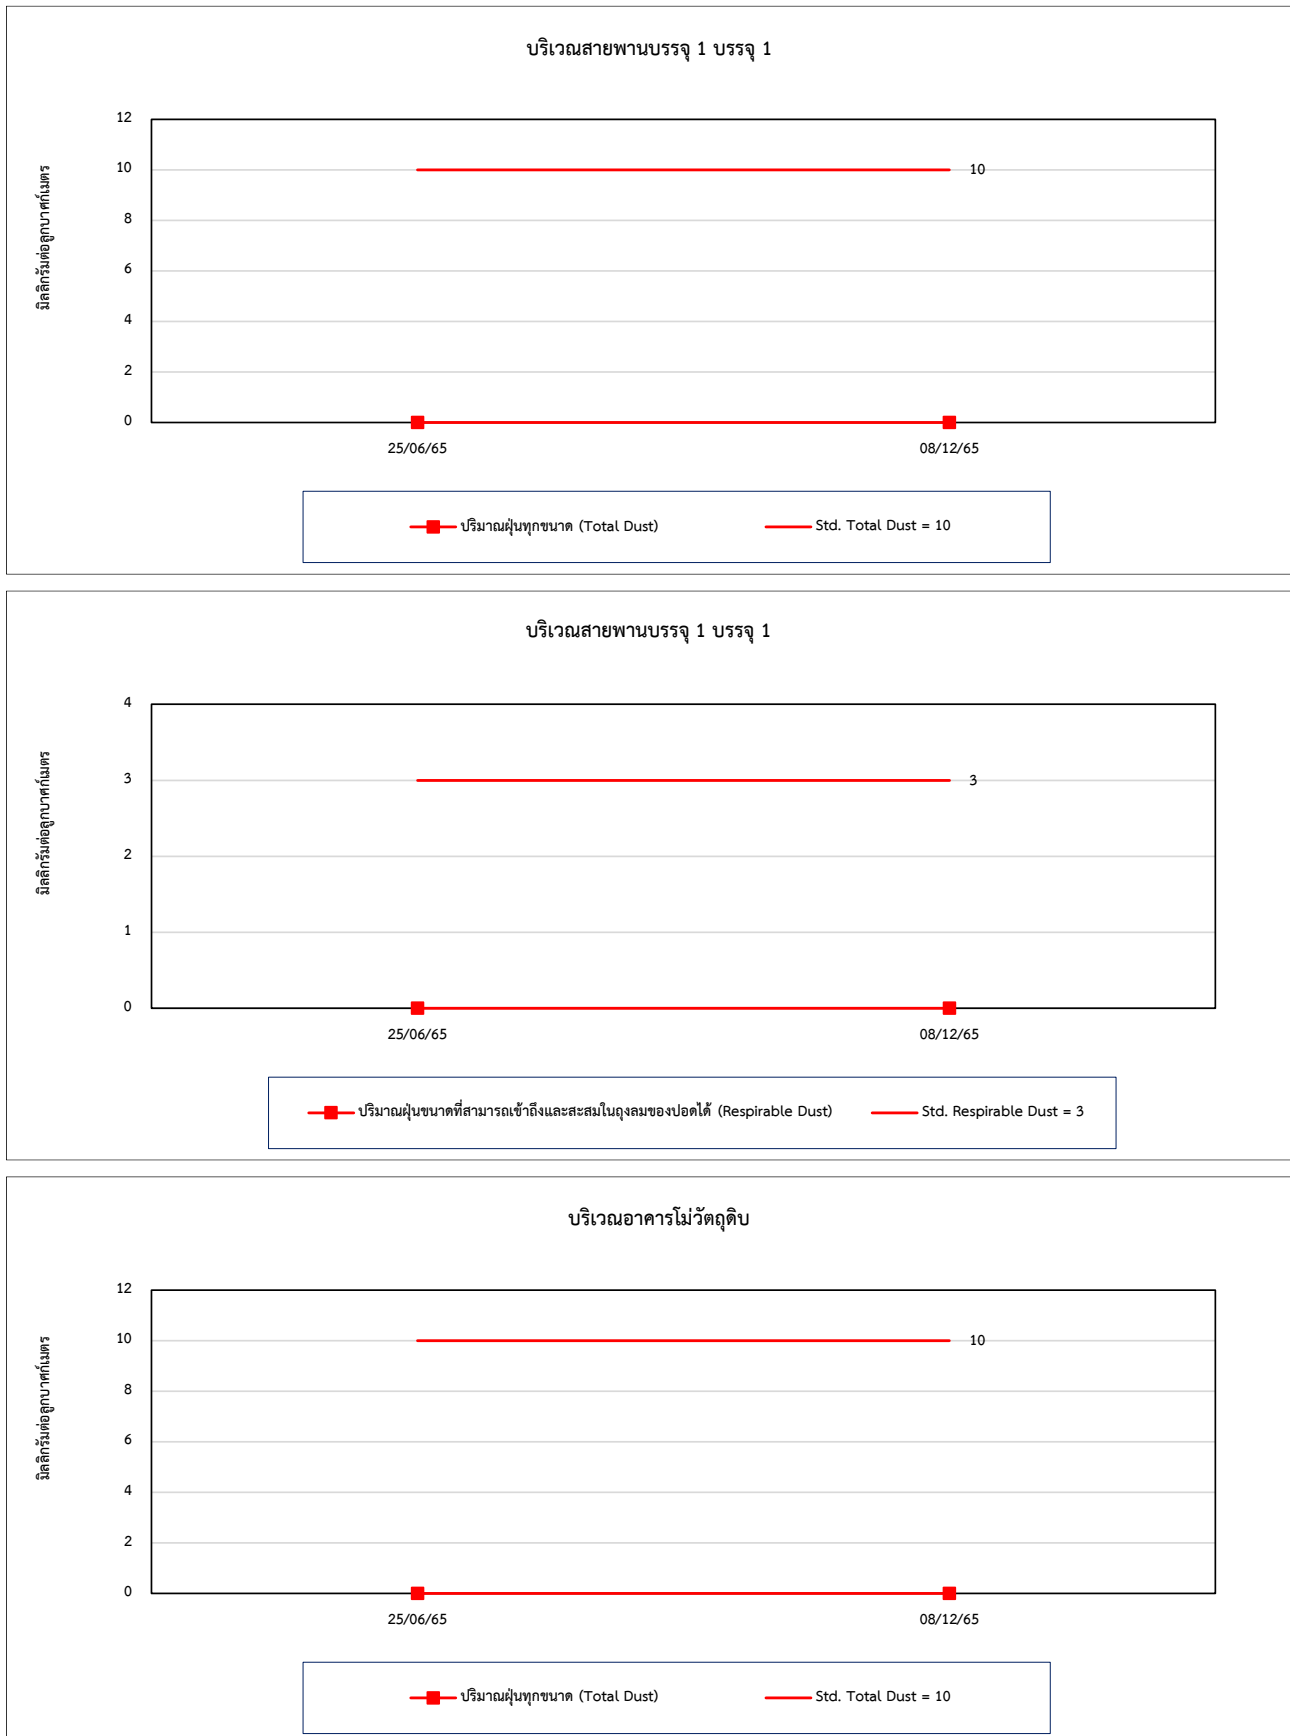 บริเวณสายพานบรรจุ 1 บรรจุ 1
มิลลิกรัมต่อลูกบาศก์เมตร
12
10
8
6
4
2
0
10
25/06/65 08/12/65
ปริมาณฝุ่นทุกขนาด (Total Dust) Std. Total Dust = 10
บริเวณสายพานบรรจุ 1 บรรจุ 1
มิลลิกรัมต่อลูกบาศก์เมตร
4
3
2
1
0
3
25/06/65 08/12/65
ปริมาณฝุ่นขนาดที่สามารถเข้าถึงและสะสมในถุงลมของปอดได้ (Respirable Dust) Std. Respirable Dust = 3
บริเวณอาคารโม่วัตถุดิบ
มิลลิกรัมต่อลูกบาศก์เมตร
12
10
8
6
4
2
0
10
25/06/65 08/12/65
ปริมาณฝุ่นทุกขนาด (Total Dust) Std. Total Dust = 10